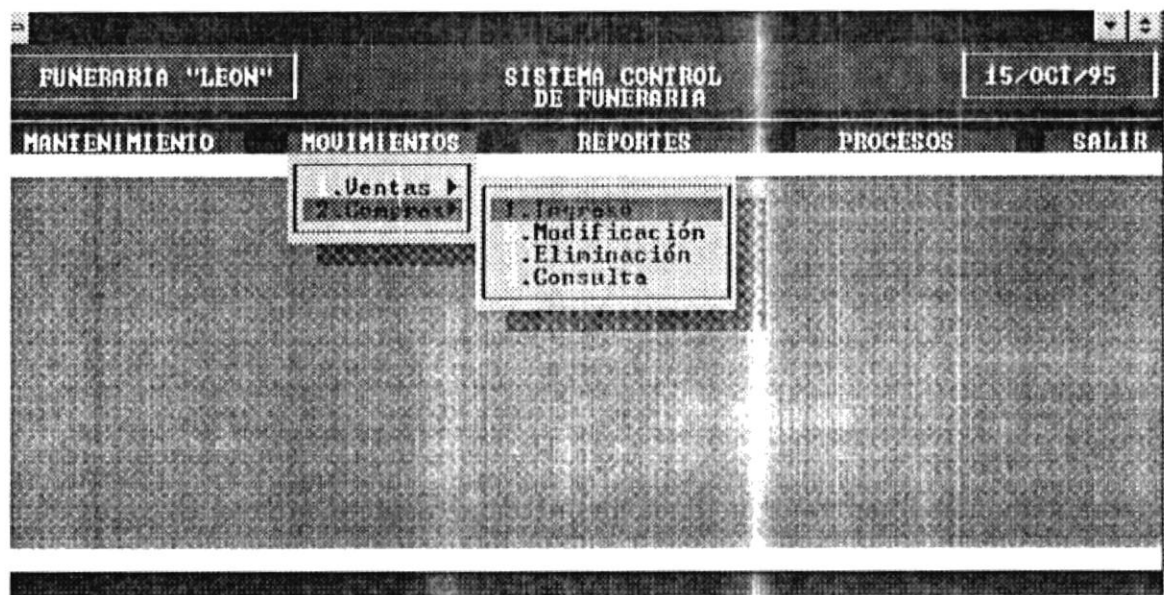 FUNERARIA "LEON"
SISTEMA CONTROL
DE FUNERARIA
15/OCT/95
MANTENIMIENTO MOVIMIENTOS REPORTES PROCESOS SALIR
.Ventas
2.Compras
1.Ingreso
.Modificación
.Eliminación
.Consulta